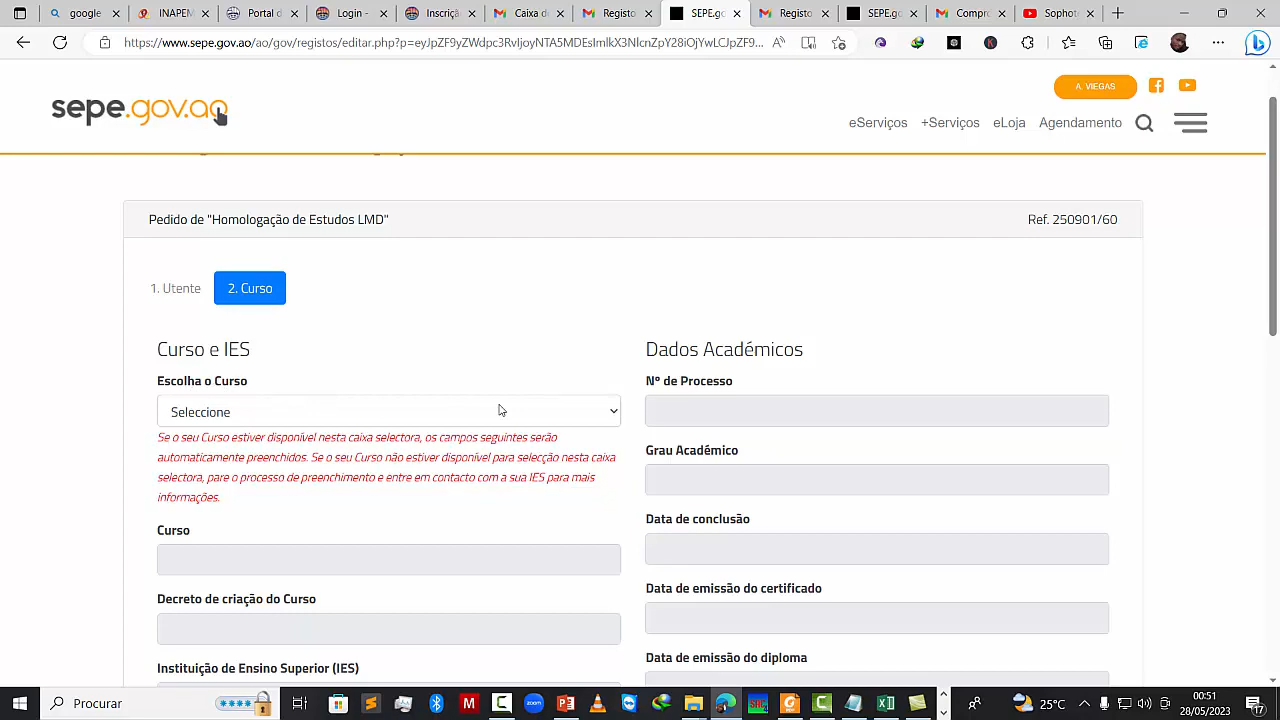 google
INAPEM
Portal d
Login -
Inscriçã
Caixa d
Registo
SEPE.g
Registo
SEPE.go
Compro
Sophot
https://www.sepe.gov.ao/ao/gov/registos/editar.php?p=
sepe.gov.ao
A. VIEGAS
eServiços +Serviços eLoja Agendamento
Pedido de "Homologação de Estudos LMD"
Ref. 250901/60
1. Utente
2. Curso
Curso e IES
Escolha o Curso
Seleccione
Se o seu Curso estiver disponível nesta caixa selectora, os campos seguintes serão
automaticamente preenchidos. Se o seu Curso não estiver disponível para selecção nesta caixa
selectora, pare o processo de preenchimento e entre em contacto com a sua IES para mais
informações.
Curso
Decreto de criação do Curso
Instituição de Ensino Superior (IES)
Dados Académicos
Nº de Processo
Grau Académico
Data de conclusão
Data de emissão do certificado
Data de emissão do diploma
Procurar
zoom
25°C
00:51
28/05/2023